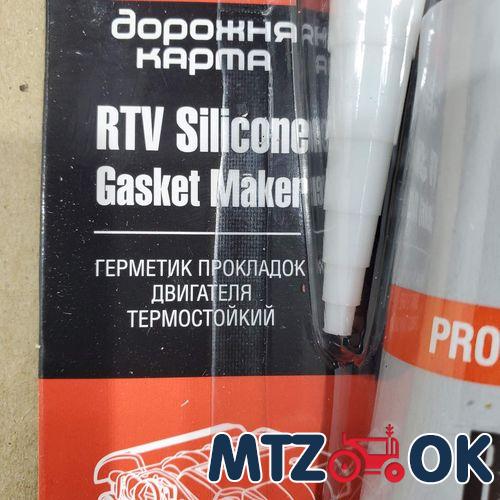 дорожня
карта
RTV Silicone
Gasket Maker
ГЕРМЕТИК ПРОКЛАДОК
ДВИГАТЕЛЯ
ТЕРМОСТОЙКИЙ
PRO
MTZ OK